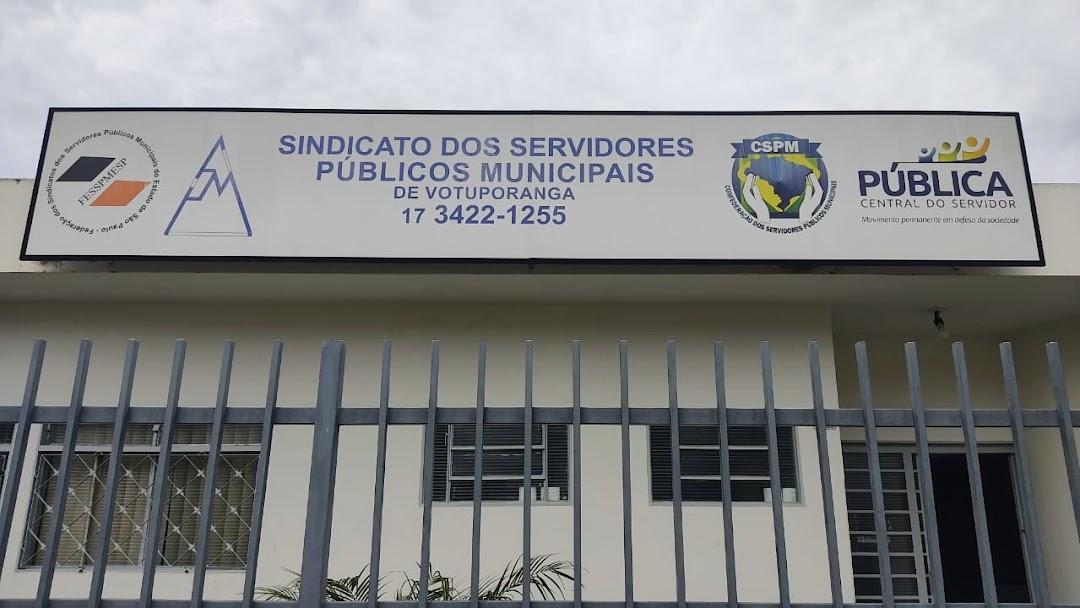 Federação dos Sindicatos dos Servidores Públicos Municipais do Estado de São Paulo -
FESSPMESP
SINDICATO DOS SERVIDORES
PÚBLICOS MUNICIPAIS
DE VOTUPORANGA
17 3422-1255
CSPM
CONFEDERAÇÃO DOS SERVIDORES PÚBLICOS MUNICIPAIS
PÚBLICA
CENTRAL DO SERVIDOR
Movimento permanente em defesa da sociedade